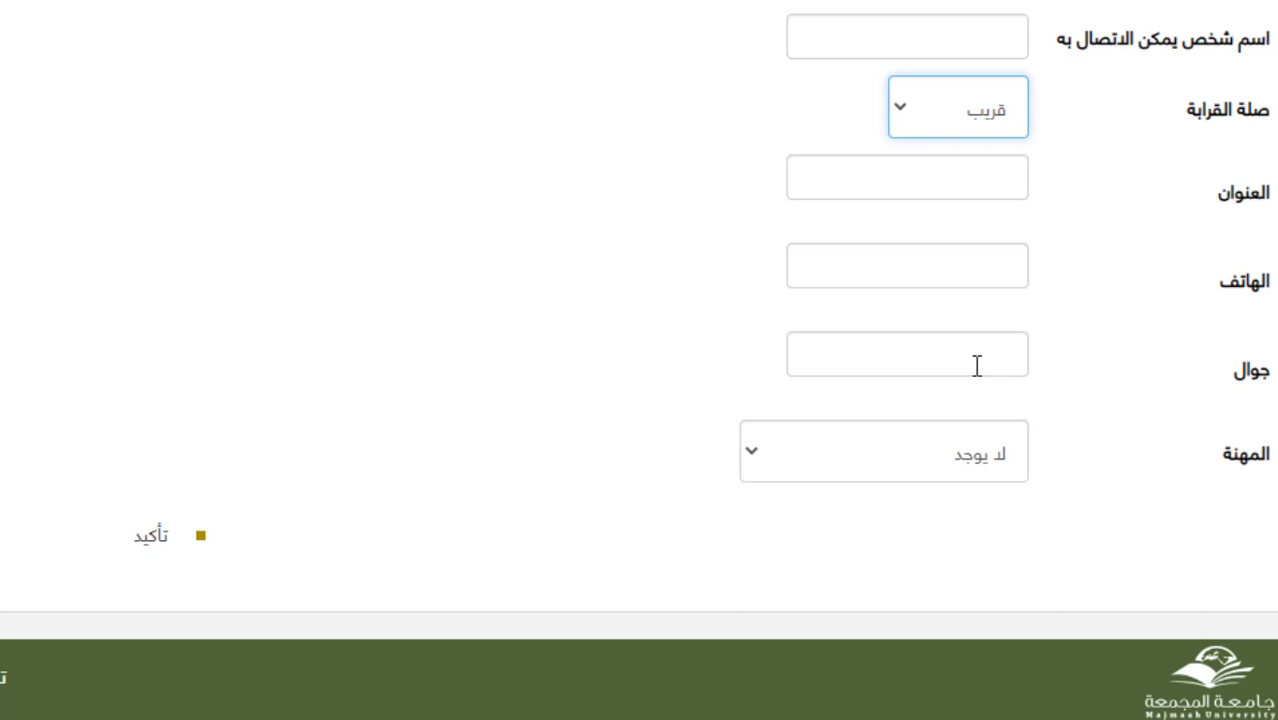 اسم شخص يمكن الاتصال به
صلة القرابة
قريب
العنوان
الهاتف
جوال
المهنة
لا يوجد
تأكيد
جامعة المجمعة
Majmaah University